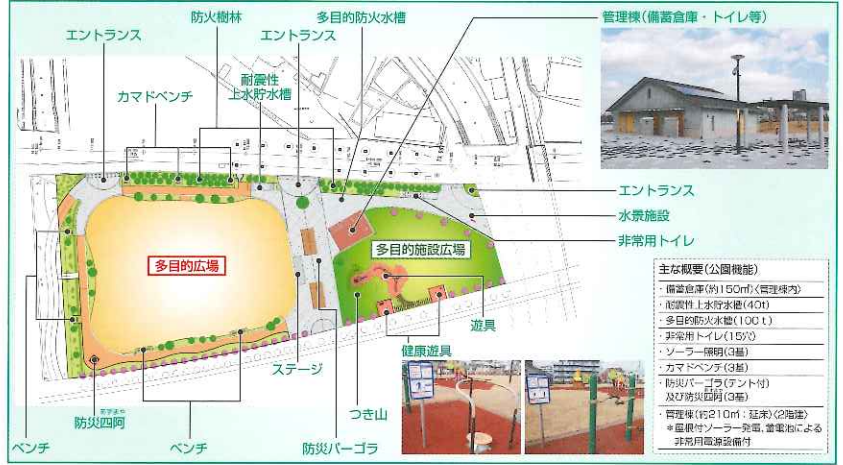 防火樹林
多目的防火水槽
管理棟(備蓄倉庫・トイレ等)
エントランス
エントランス
耐震性
上水貯水槽
カマドベンチ
エントランス
水景施設
非常用トイレ
多目的広場
多目的施設広場
遊具
健康遊具
ステージ
つき山
あずまや
防災四阿
ベンチ
ベンチ
防災パーゴラ
主な概要(公園機能)
・備蓄倉庫(約150㎡)〈管理棟内〉
・耐震性上水貯水槽(40t)
・多目的防火水槽(100t)
・非常用トイレ(15穴)
・ソーラー照明(3基)
・カマドベンチ(3基)
・防災パーゴラ(テント付)
及び防災四阿(3基)
・管理棟(約210㎡:延床)〈2階建〉
*屋根付ソーラー発電、蓄電池による
非常用電源設備付